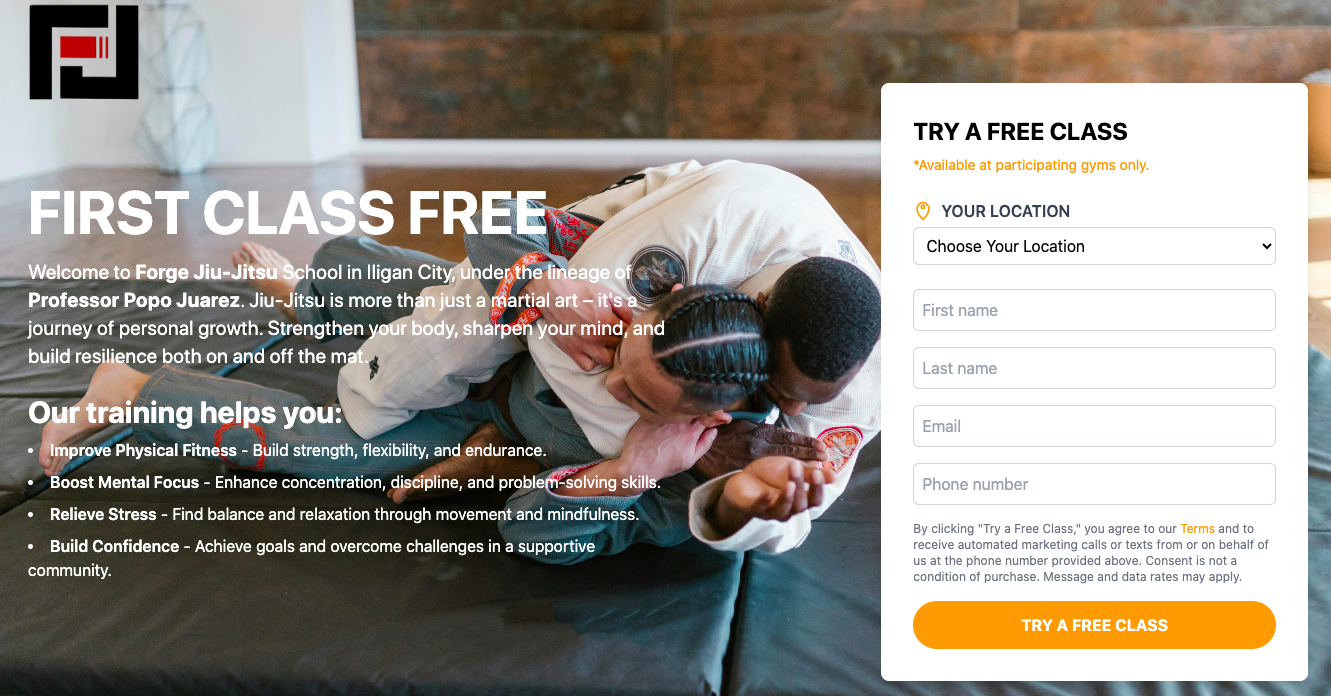 FIRST CLASS FREE
Welcome to Forge Jiu-Jitsu School in Iligan City, under the lineage of
Professor Popo Juarez. Jiu-Jitsu is more than just a martial art – it's a
journey of personal growth. Strengthen your body, sharpen your mind, and
build resilience both on and off the mat.
Our training helps you:
• Improve Physical Fitness - Build strength, flexibility, and endurance.
• Boost Mental Focus - Enhance concentration, discipline, and problem-solving skills.
• Relieve Stress - Find balance and relaxation through movement and mindfulness.
• Build Confidence - Achieve goals and overcome challenges in a supportive
community.
TRY A FREE CLASS
*Available at participating gyms only.
YOUR LOCATION
Choose Your Location
First name
Last name
Email
Phone number
By clicking "Try a Free Class," you agree to our Terms and to
receive automated marketing calls or texts from or on behalf of
us at the phone number provided above. Consent is not a
condition of purchase. Message and data rates may apply.
TRY A FREE CLASS